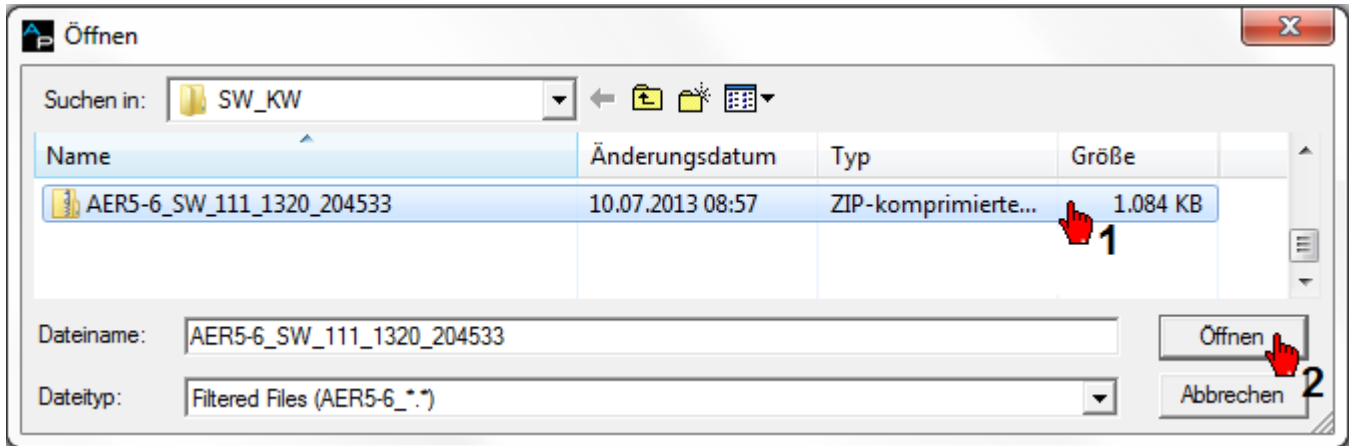 Öffnen
Suchen in: SW_KW
Name Änderungsdatum Typ Größe
AER5-6_SW_111_1320_204533 10.07.2013 08:57 ZIP-komprimierte... 1.084 KB
1
Dateiname: AER5-6_SW_111_1320_204533 Öffnen
2
Dateityp: Filtered Files (AER5-6_*.*) Abbrechen